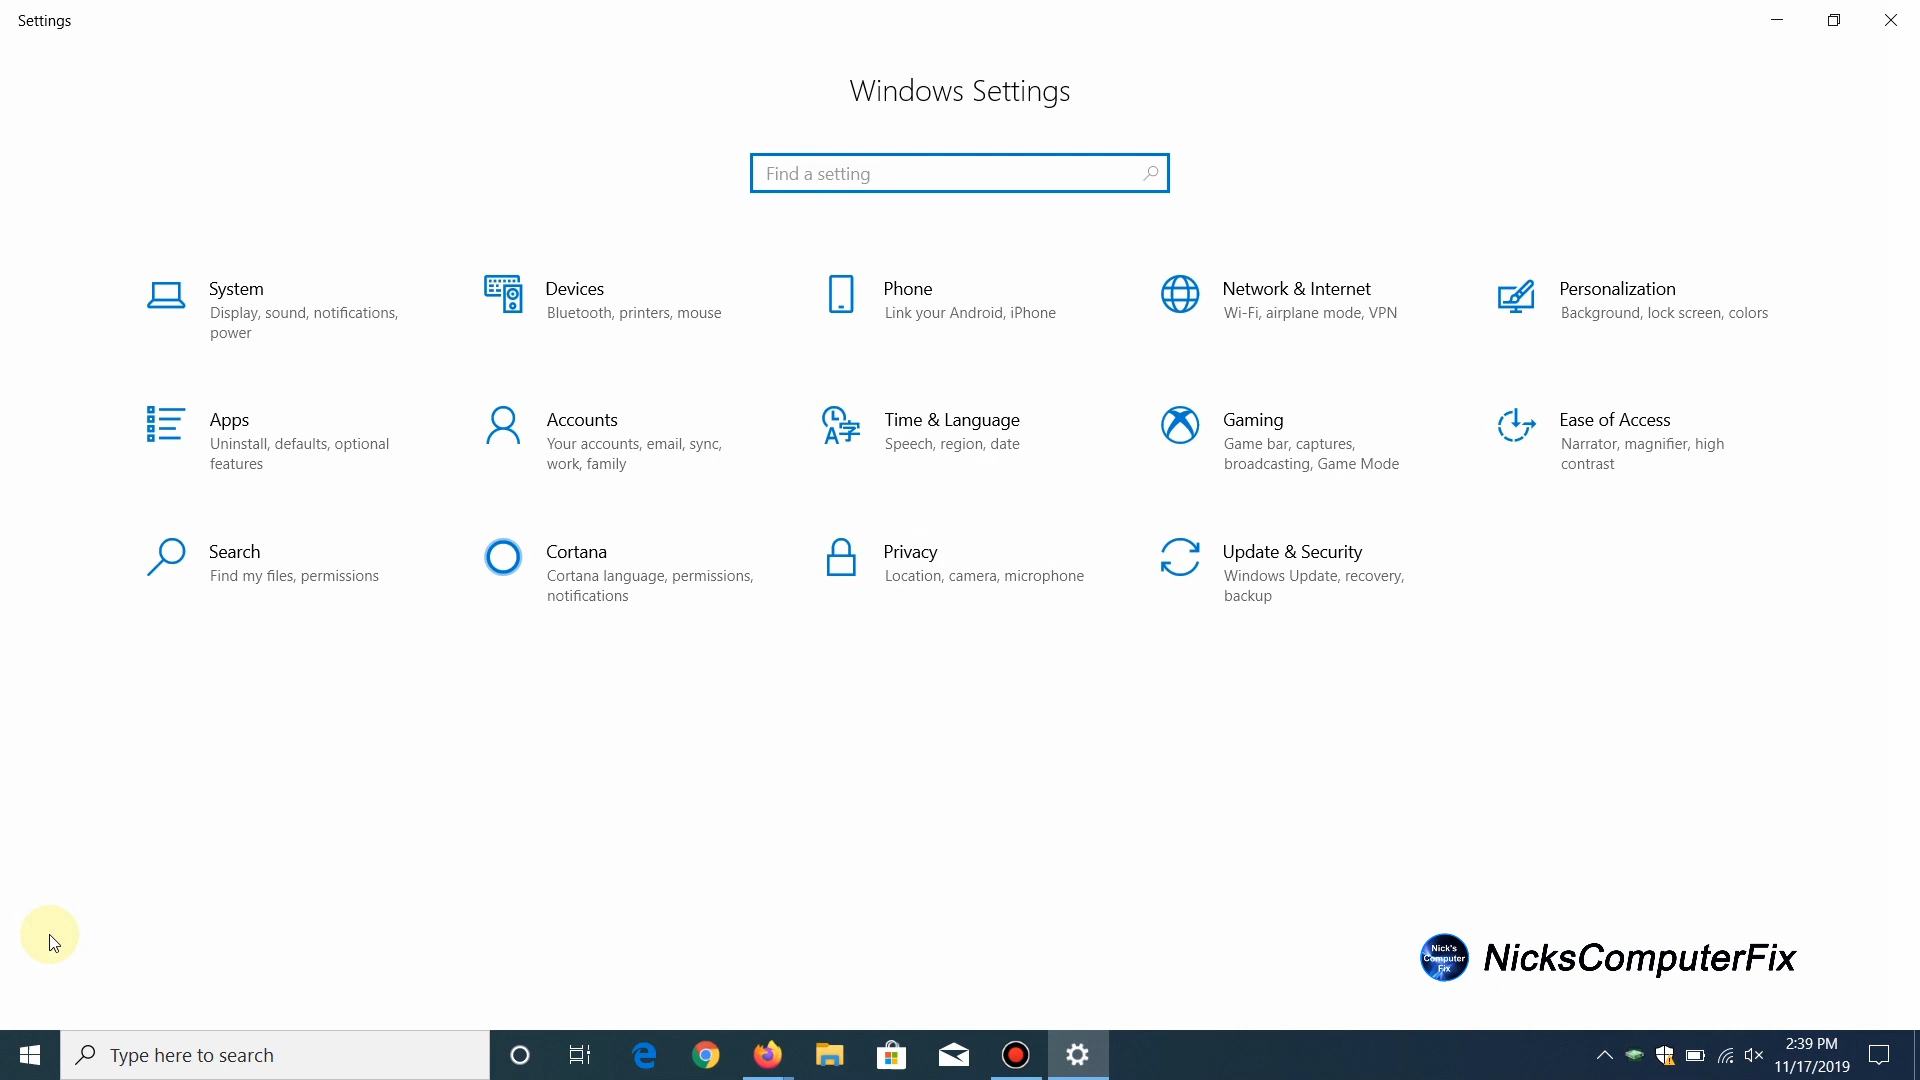 Settings
Windows Settings
Find a setting
System
Display, sound, notifications,
power
Devices
Bluetooth, printers, mouse
Phone
Link your Android, iPhone
Network & Internet
Wi-Fi, airplane mode, VPN
Personalization
Background, lock screen, colors
Apps
Uninstall, defaults, optional
features
Accounts
Your accounts, email, sync,
work, family
Time & Language
Speech, region, date
Gaming
Game bar, captures,
broadcasting, Game Mode
Ease of Access
Narrator, magnifier, high
contrast
Search
Find my files, permissions
Cortana
Cortana language, permissions,
notifications
Privacy
Location, camera, microphone
Update & Security
Windows Update, recovery,
backup
Nick's
Computer
Fix
NicksComputerFix
Type here to search
2:39 PM
11/17/2019